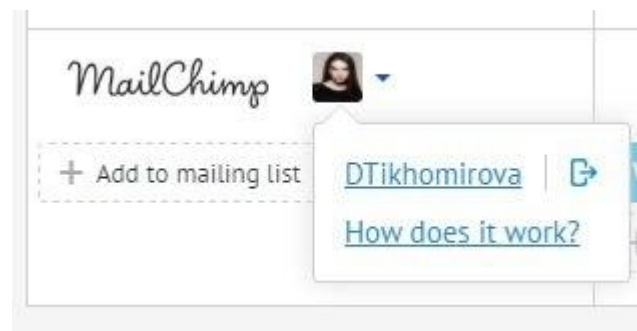 MailChimp
+ Add to mailing list
DTikhomirova
How does it work?